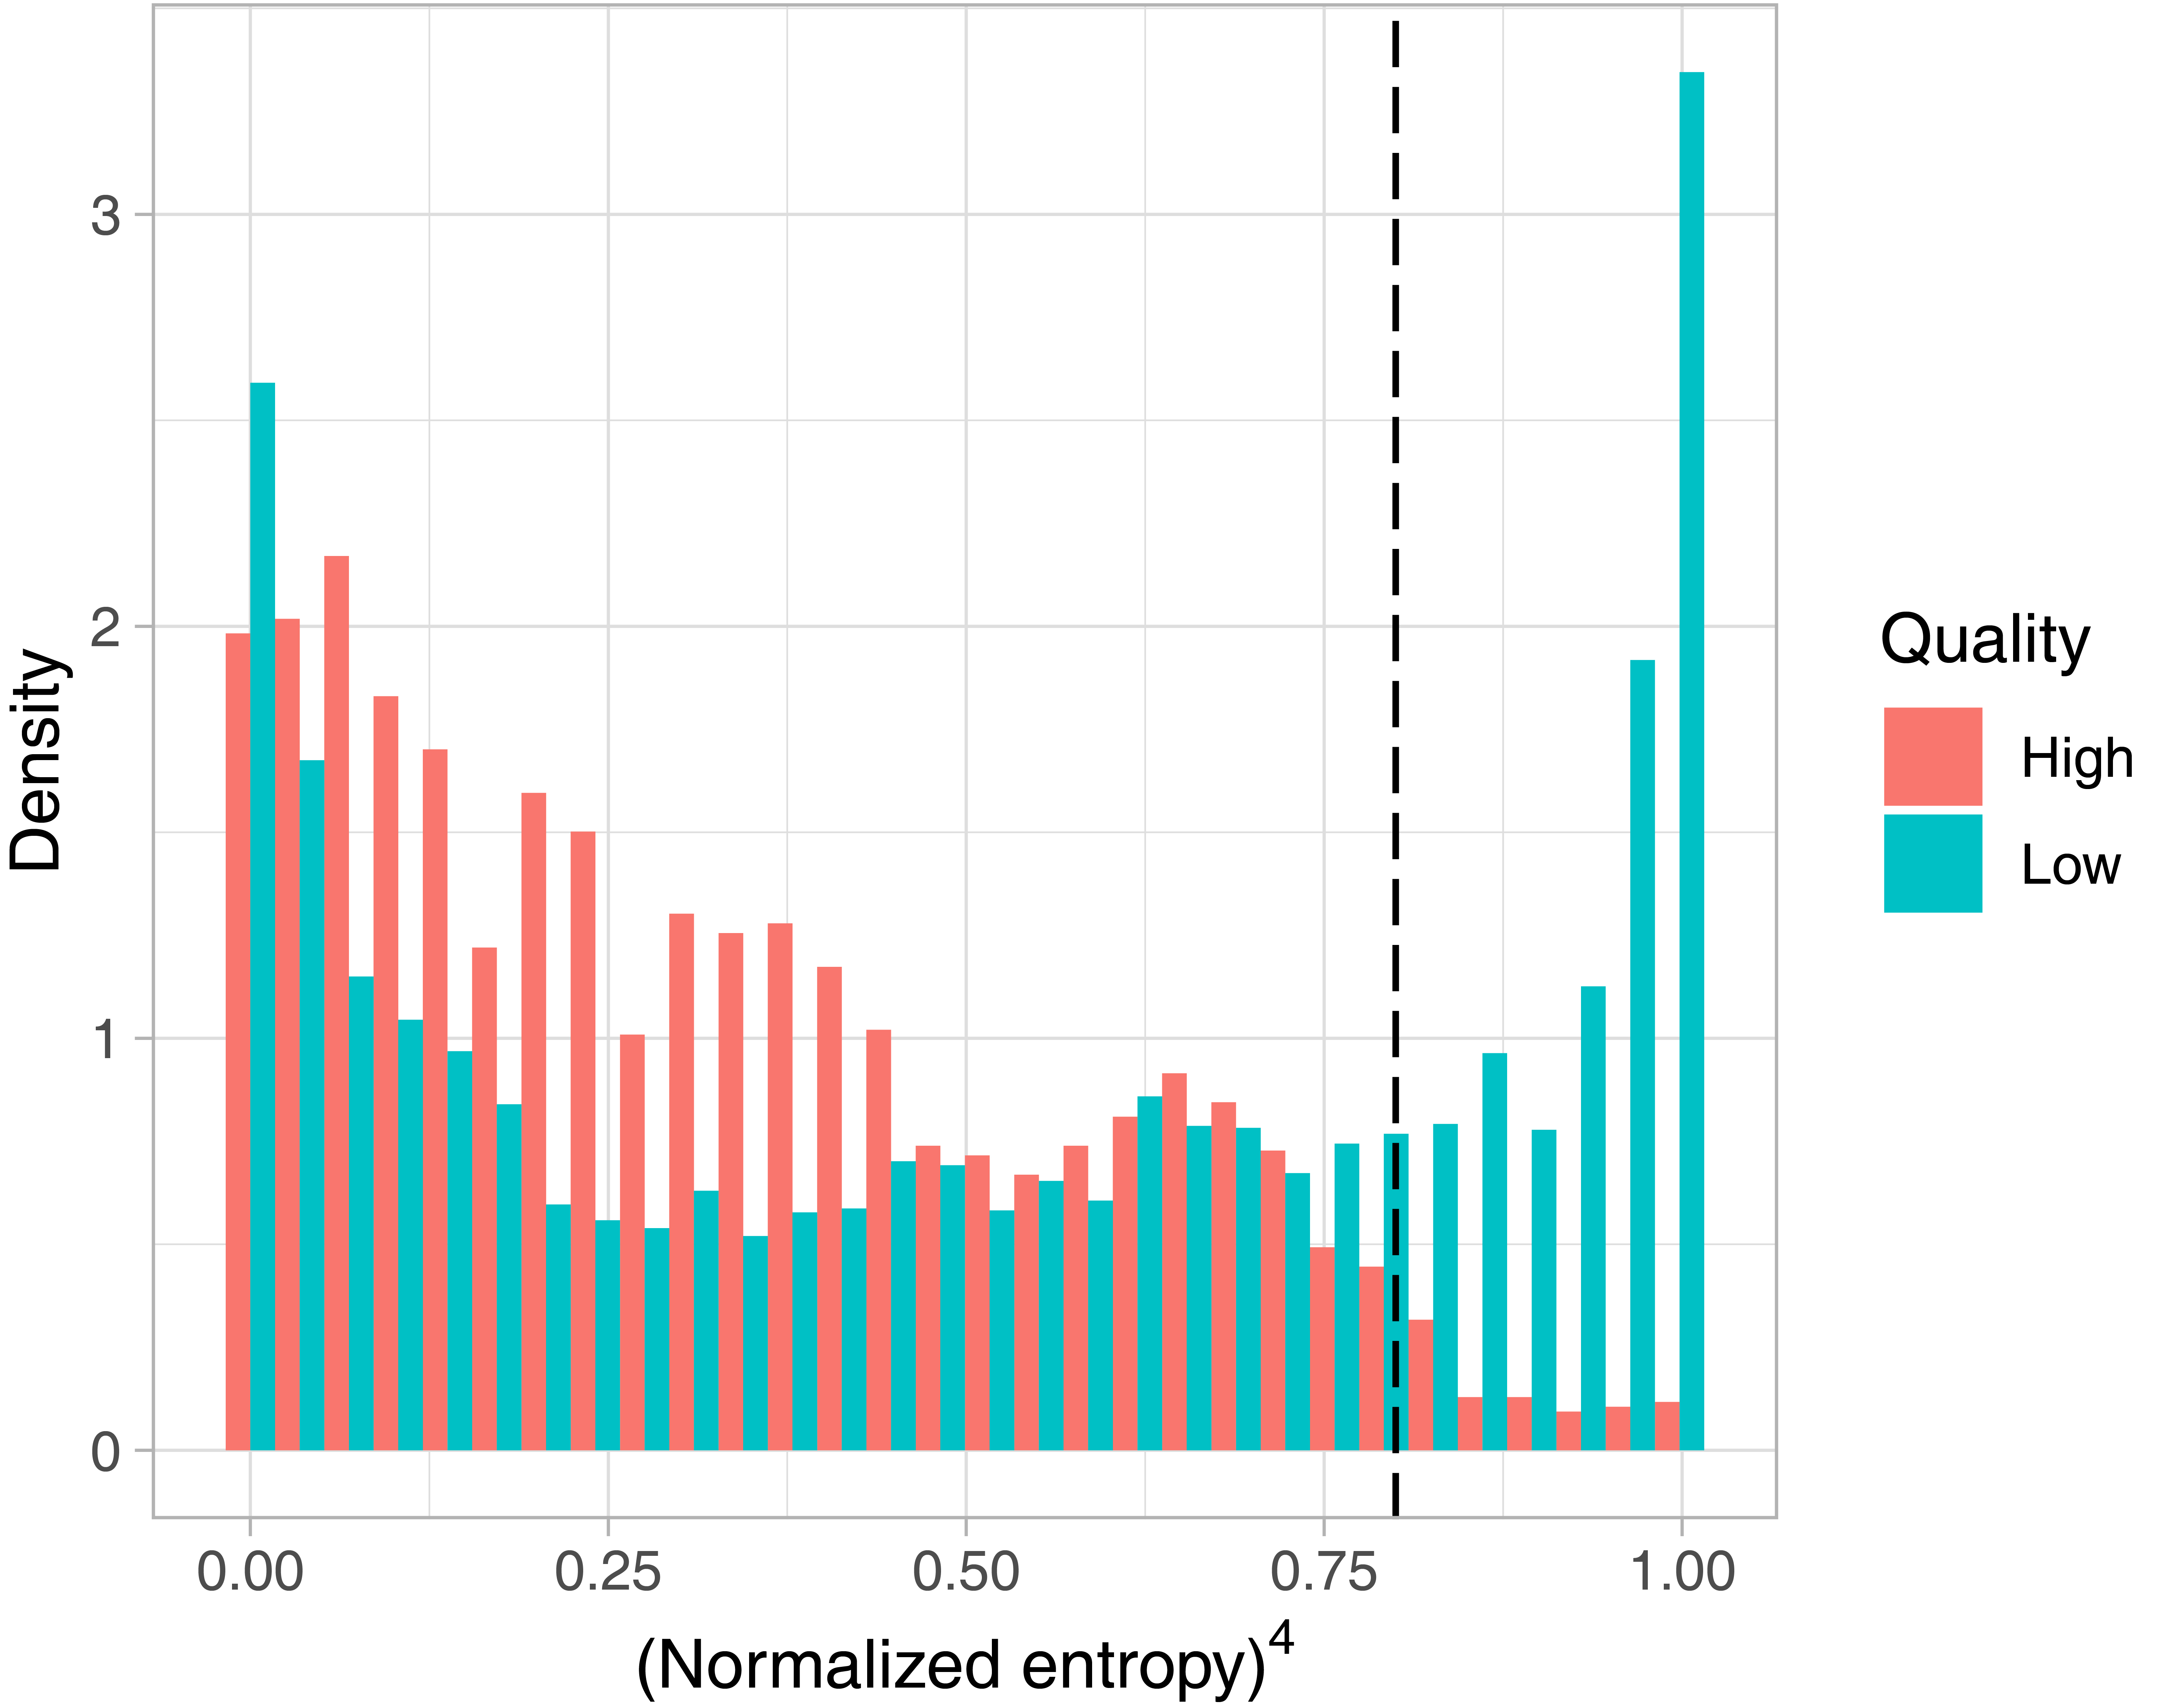 3
2
1
0
Density
0.00 0.25 0.50 0.75 1.00
(Normalized entropy)⁴
Quality
High
Low